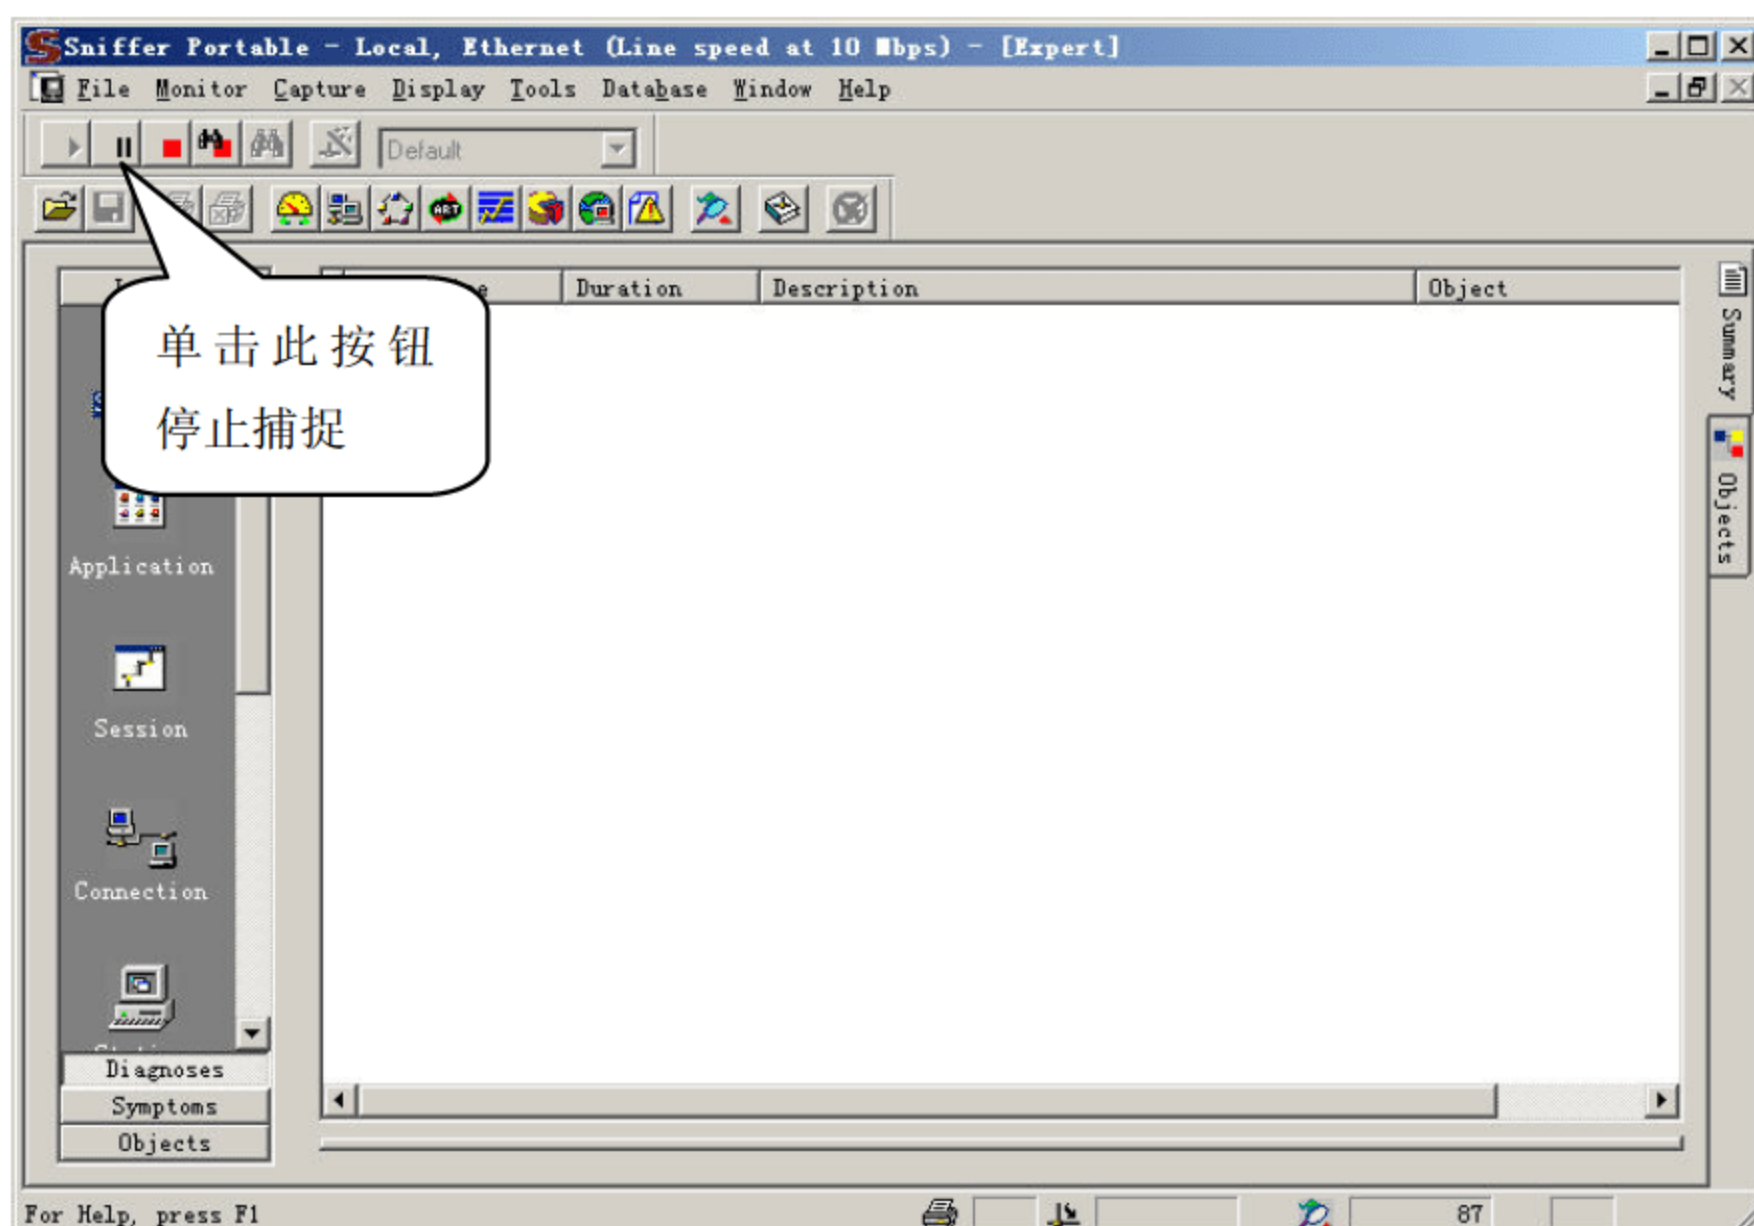 Sniffer Portable - Local, Ethernet (Line speed at 10 Mbps) - [Expert]
File Monitor Capture Display Tools Database Window Help
Default
Duration Description Object
单击此按钮
停止捕捉
Summary
Objects
Application
Session
Connection
Diagnoses
Symptoms
Objects
For Help, press F1
87